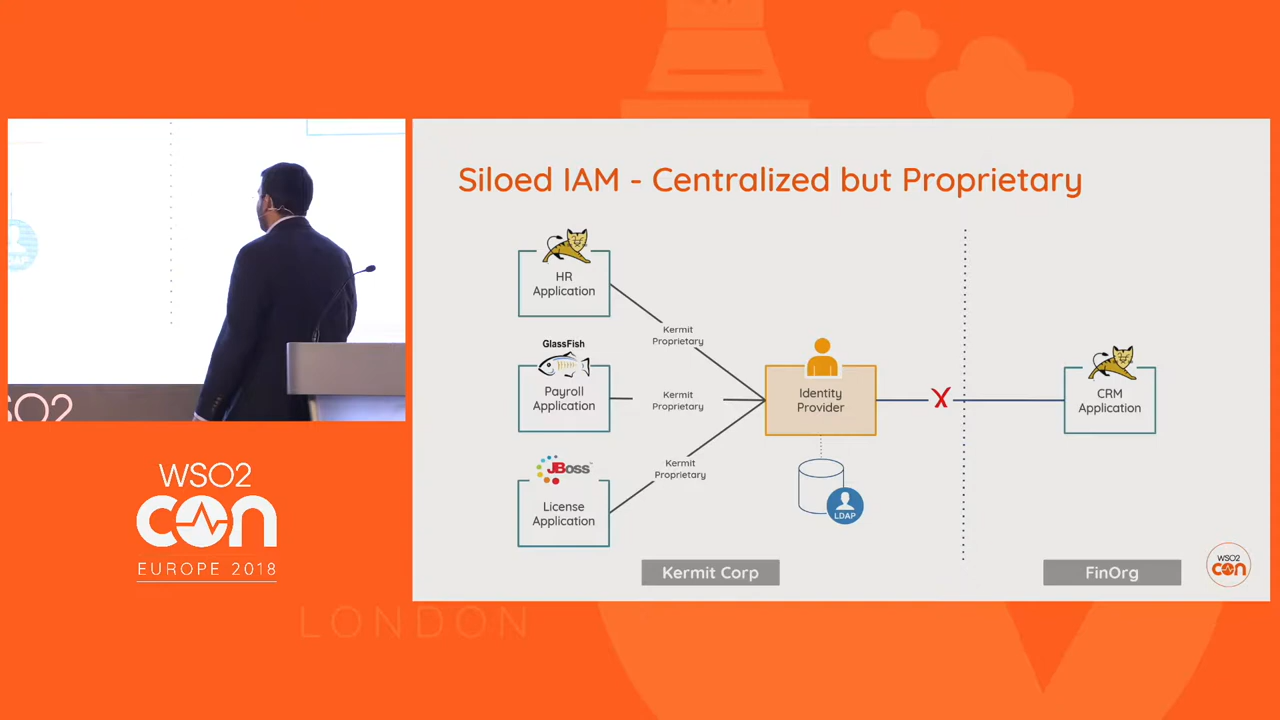 Siloed IAM - Centralized but Proprietary
HR
Application
Kermit
Proprietary
GlassFish
Payroll
Application
Kermit
Proprietary
Identity
Provider
X
CRM
Application
JBoss
Kermit
Proprietary
License
Application
LDAP
Kermit Corp
FinOrg
WSO2
con
SO2
WSO2
con
EUROPE 2018
LONDON